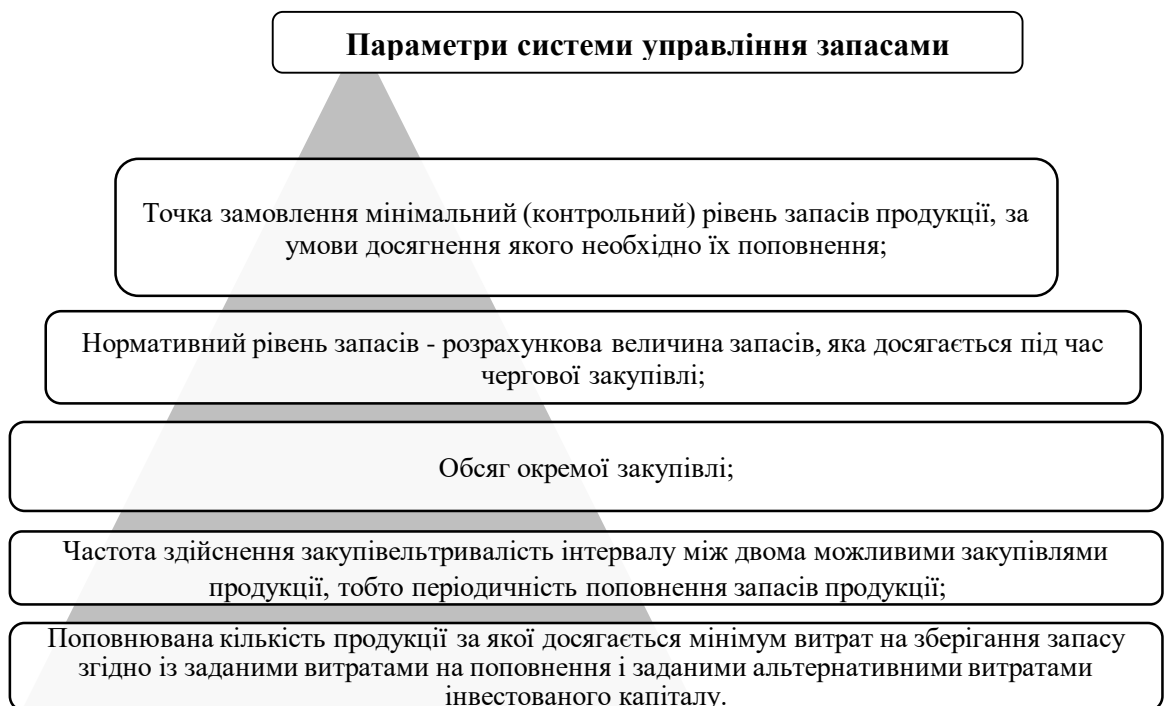 Параметри системи управління запасами
Точка замовлення мінімальний (контрольний) рівень запасів продукції, за
умови досягнення якого необхідно їх поповнення;
Нормативний рівень запасів - розрахункова величина запасів, яка досягається під час
чергової закупівлі;
Обсяг окремої закупівлі;
Частота здійснення закупівельтривалість інтервалу між двома можливими закупівлями
продукції, тобто періодичність поповнення запасів продукції;
Поповнювана кількість продукції за якої досягається мінімум витрат на зберігання запасу
згідно із заданими витратами на поповнення і заданими альтернативними витратами
інвестованого капіталу.